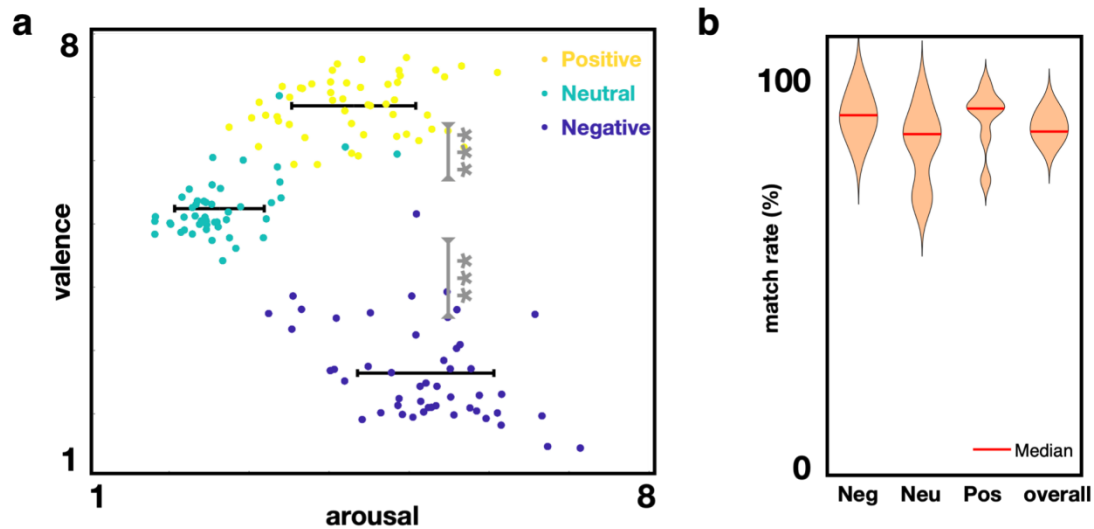 a
8
Positive
Neutral
Negative
***
***
valence
1
1
8
arousal
b
100
match rate (%)
0
Median
Neg Neu Pos overall